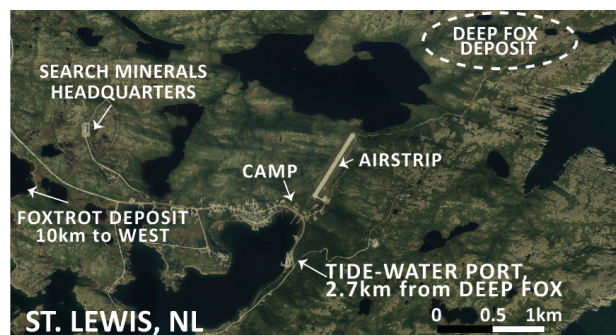 DEEP FOX
DEPOSIT
SEARCH MINERALS
HEADQUARTERS
AIRSTRIP
CAMP
FOXTROT DEPOSIT
10km to WEST
TIDE-WATER PORT,
2.7km from DEEP FOX
ST. LEWIS, NL
0 0.5 1km